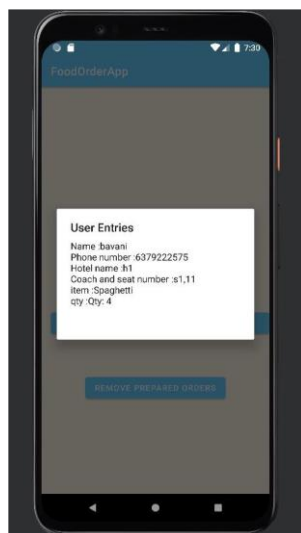 7:30
FoodOrderApp
User Entries
Name :bavani
Phone number :6379222575
Hotel name :h1
Coach and seat number :s1,11
item :Spaghetti
qty :Qty: 4
REMOVE PREPARED ORDERS